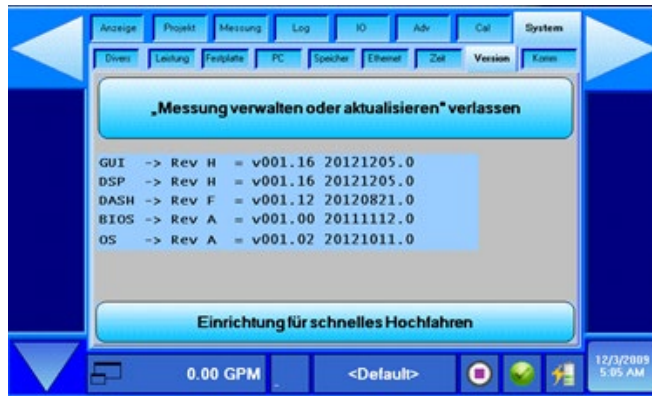 Anzeige Projekt Messung Log IO Adv Cal System
Divers Leistung Festplatte PC Speicher Ethernet Zeit Version Komm
„Messung verwalten oder aktualisieren" verlassen
GUI -> Rev H = v001.16 20121205.0
DSP -> Rev H = v001.16 20121205.0
DASH -> Rev F = v001.12 20120821.0
BIOS -> Rev A = v001.00 20111112.0
OS -> Rev A = v001.02 20121011.0
Einrichtung für schnelles Hochfahren
0.00 GPM <Default> 12/3/2009
5:05 AM